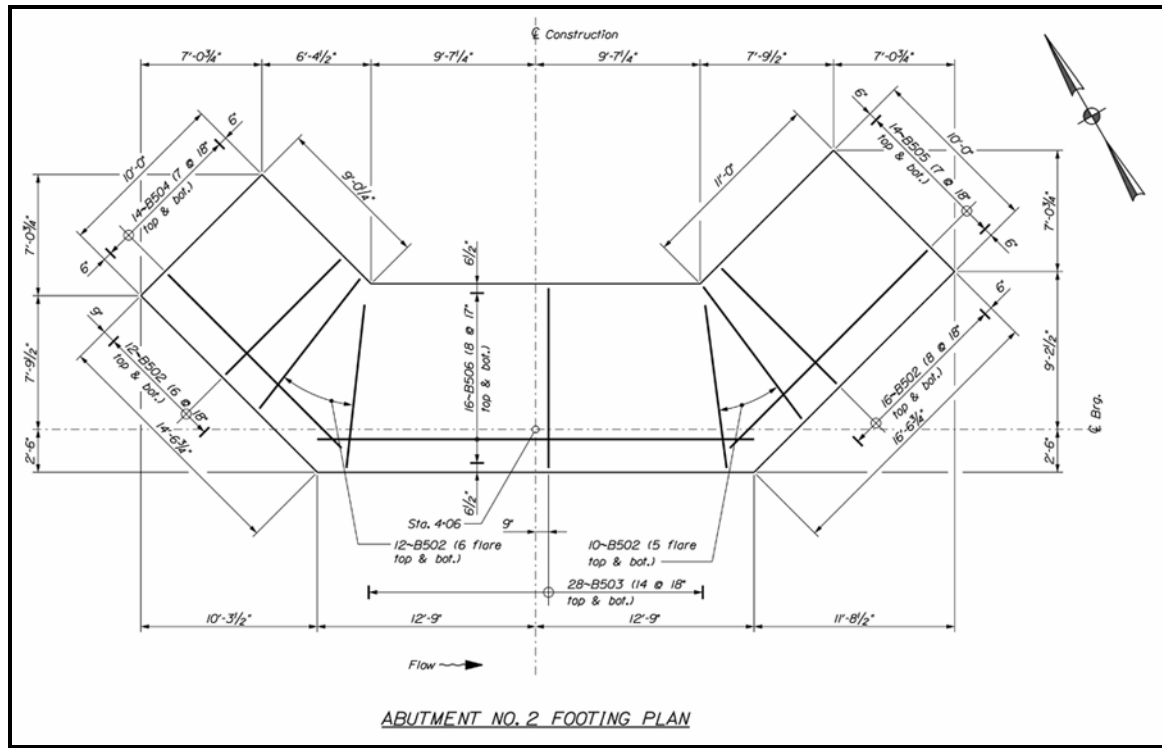 ℄ Construction
7'-0¾"
6'-4½"
9'-7¼"
9'-7¼"
7'-9½"
7'-0¾"
6"
10'-0"
14~B504 (7 @ 18"
top & bot.)
6"
9'-0¼"
11'-0"
6"
10'-0"
14~B505 (7 @ 18"
top & bot.)
6"
7'-0¾"
7'-9½"
2'-6"
7'-0¾"
9'-2½"
2'-6"
℄ Brg.
9"
12~B502 (6 @ 18"
top & bot.)
14'-6¾"
6½"
16~B506 (8 @ 17"
top & bot.)
6½"
6"
16~B502 (8 @ 18"
top & bot.)
16'-6¾"
Sta. 4+06
9"
12~B502 (6 flare
top & bot.)
10~B502 (5 flare
top & bot.)
28~B503 (14 @ 18"
top & bot.)
10'-3½"
12'-9"
12'-9"
11'-8½"
Flow
ABUTMENT NO. 2 FOOTING PLAN